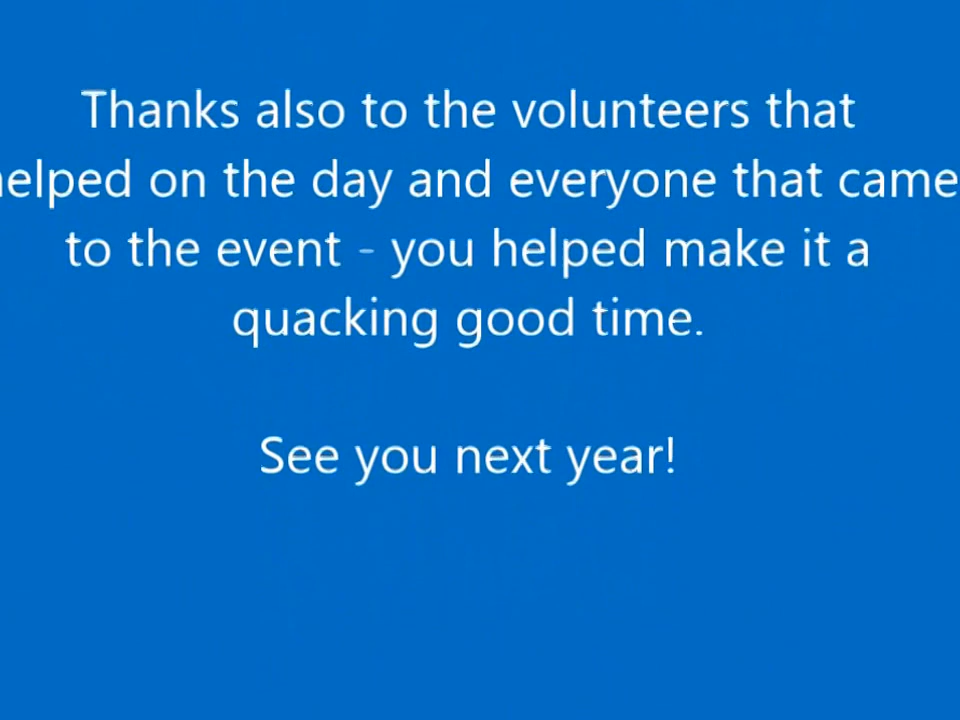 Thanks also to the volunteers that
helped on the day and everyone that came
to the event - you helped make it a
quacking good time.
See you next year!